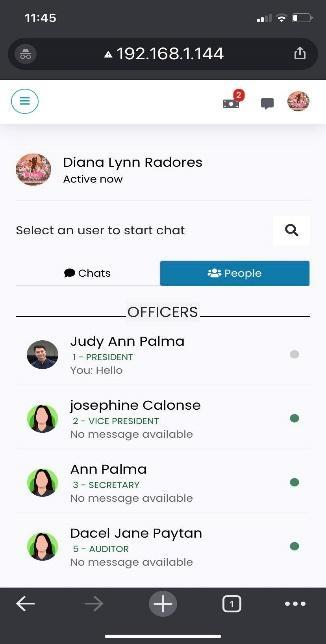 11:45
192.168.1.144
2
Diana Lynn Radores
Active now
Select an user to start chat
Chats
People
OFFICERS
Judy Ann Palma
1 - PRESIDENT
You: Hello
josephine Calonse
2 - VICE PRESIDENT
No message available
Ann Palma
3 - SECRETARY
No message available
Dacel Jane Paytan
5 - AUDITOR
No message available
1